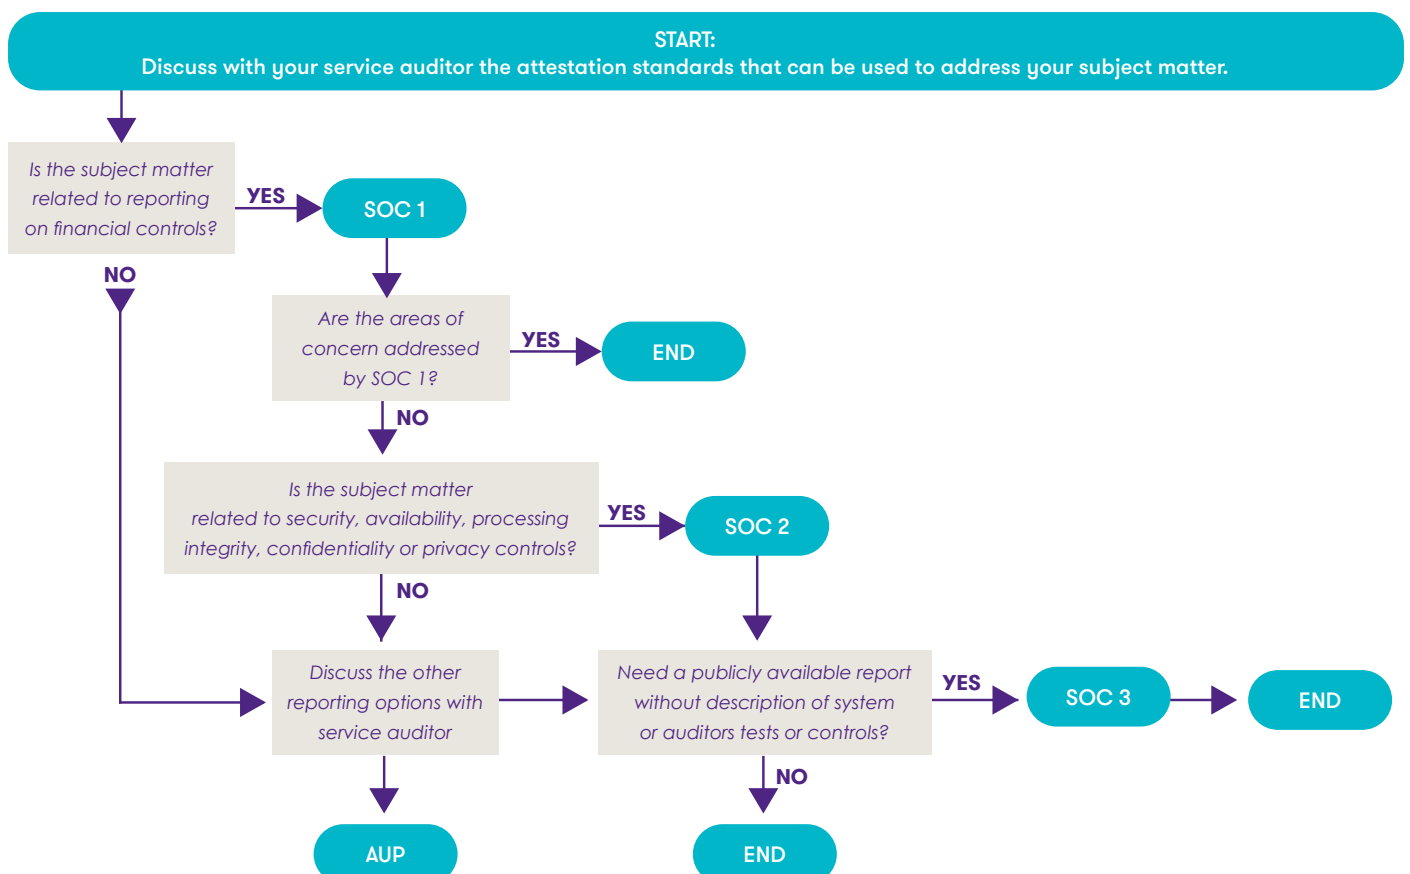 START:
Discuss with your service auditor the attestation standards that can be used to address your subject matter.
Is the subject matter
related to reporting
on financial controls?
YES
SOC 1
NO
Are the areas of
concern addressed
by SOC 1?
YES
END
NO
Is the subject matter
related to security, availability, processing
integrity, confidentiality or privacy controls?
YES
SOC 2
NO
Discuss the other
reporting options with
service auditor
Need a publicly available report
without description of system
or auditors tests or controls?
YES
SOC 3
END
NO
AUP
END